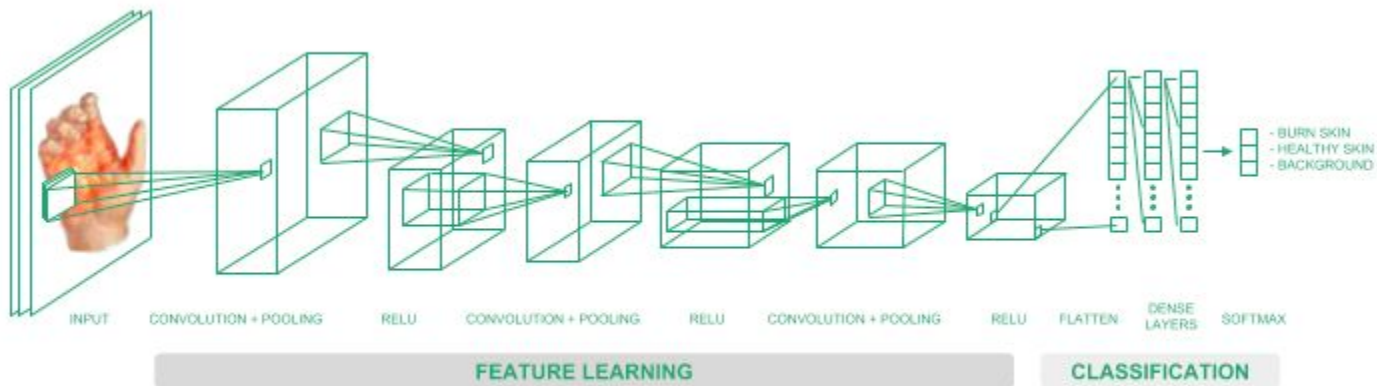 - BURN SKIN
- HEALTHY SKIN
- BACKGROUND
INPUT
CONVOLUTION + POOLING
RELU
CONVOLUTION + POOLING
RELU
CONVOLUTION + POOLING
RELU
FLATTEN
DENSE
LAYERS
SOFTMAX
FEATURE LEARNING
CLASSIFICATION